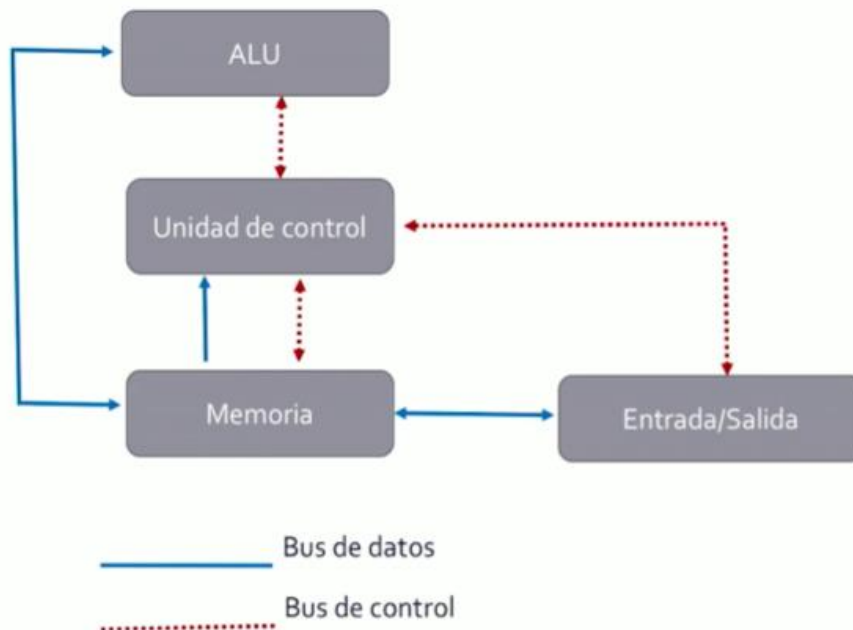 ALU
Unidad de control
Memoria
Entrada/Salida
Bus de datos
Bus de control